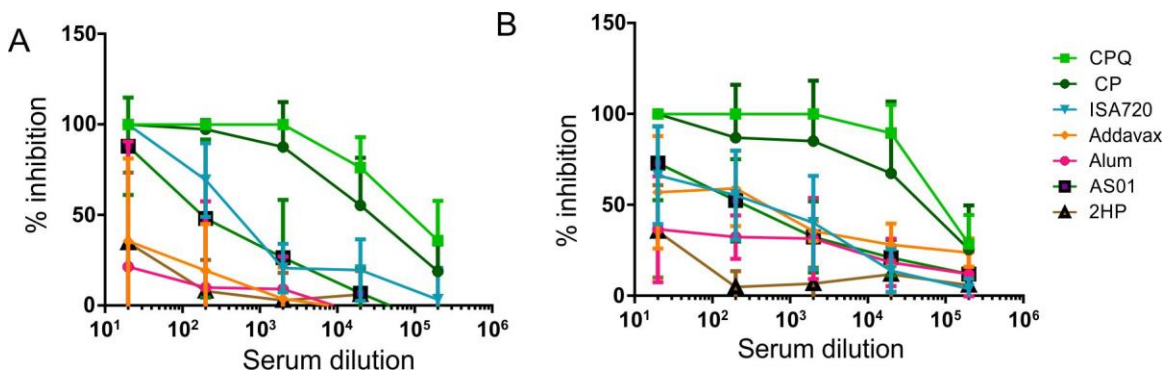 A
150
100
50
0
% inhibition
10^1 10^2 10^3 10^4 10^5 10^6
Serum dilution
B
150
100
50
0
% inhibition
10^1 10^2 10^3 10^4 10^5 10^6
Serum dilution
CPQ
CP
ISA720
Addavax
Alum
AS01
2HP